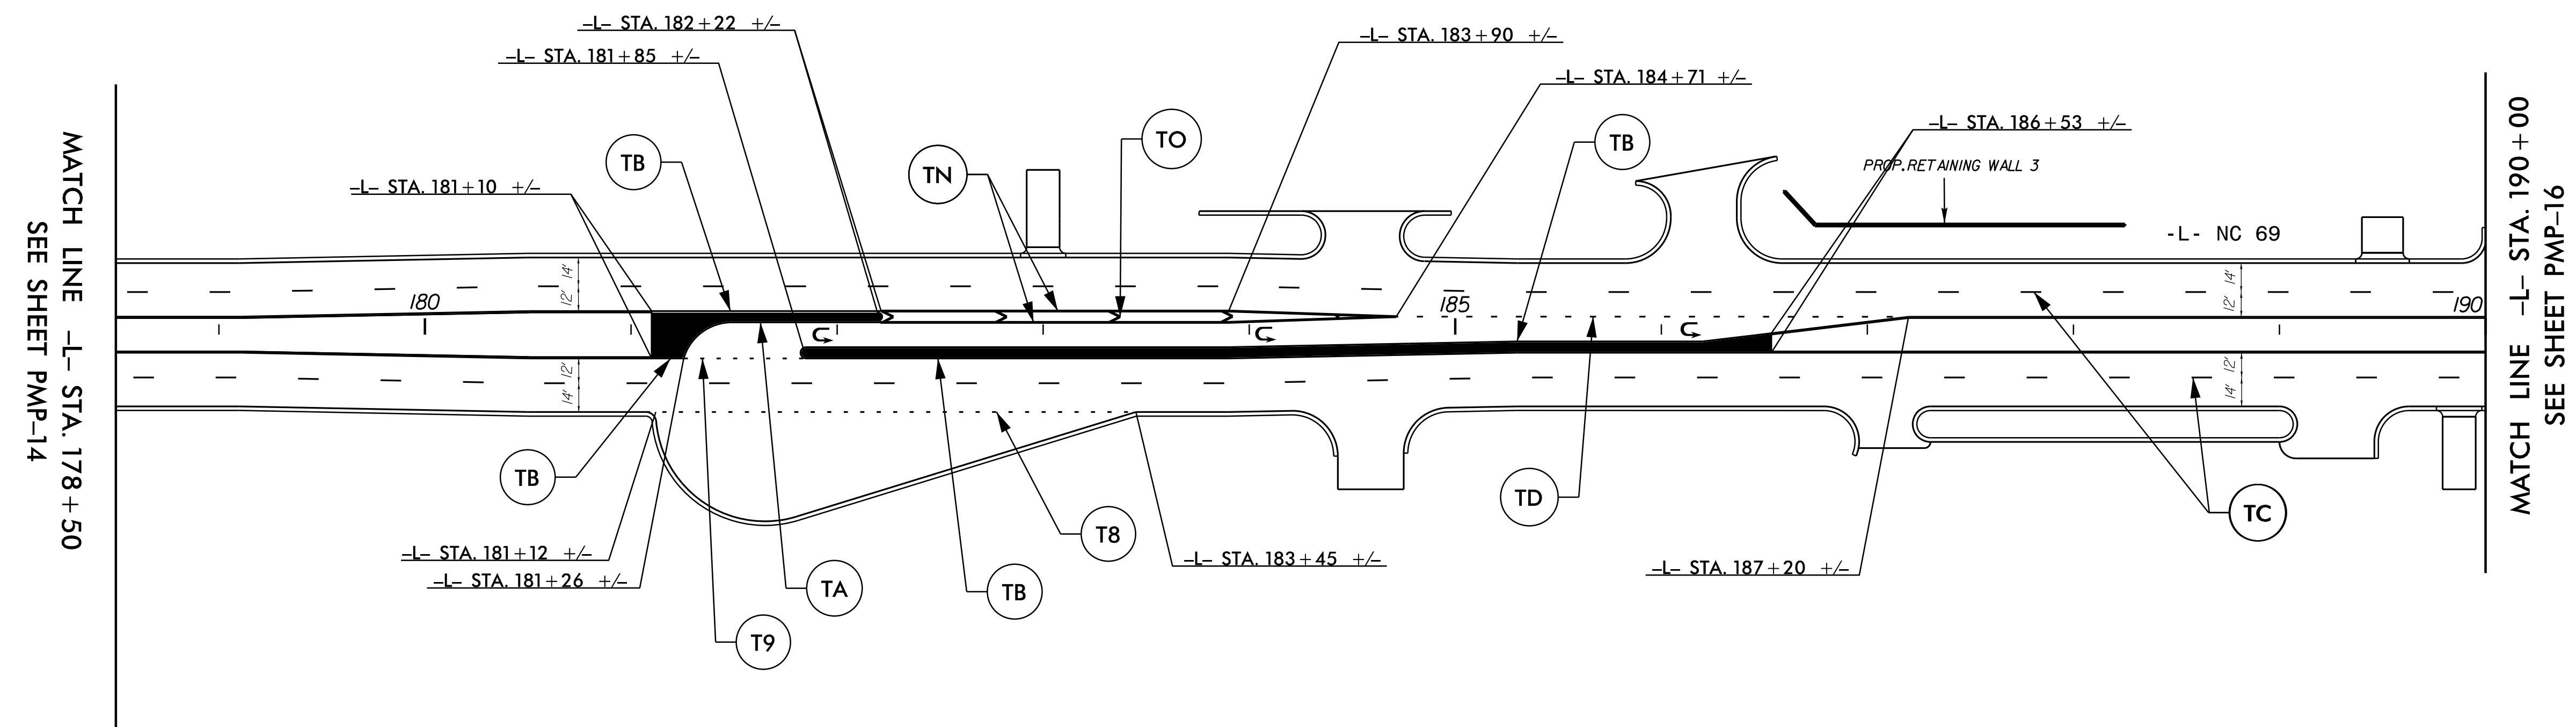 -L- STA. 182+22 +/-
-L- STA. 181+85 +/-
-L- STA. 183+90 +/-
-L- STA. 184+71 +/-
-L- STA. 186+53 +/-
-L- STA. 181+10 +/-
TB
TN
TO
TB
PROP. RETAINING WALL 3
-L- NC 69
MATCH LINE -L- STA. 178+50
SEE SHEET PMP-14
MATCH LINE -L- STA. 190+00
SEE SHEET PMP-16
14'
12'
14'
12'
180
185
190
12'
14'
12'
14'
TB
T8
TD
TC
-L- STA. 181+12 +/-
-L- STA. 181+26 +/-
-L- STA. 183+45 +/-
-L- STA. 187+20 +/-
TA
TB
T9